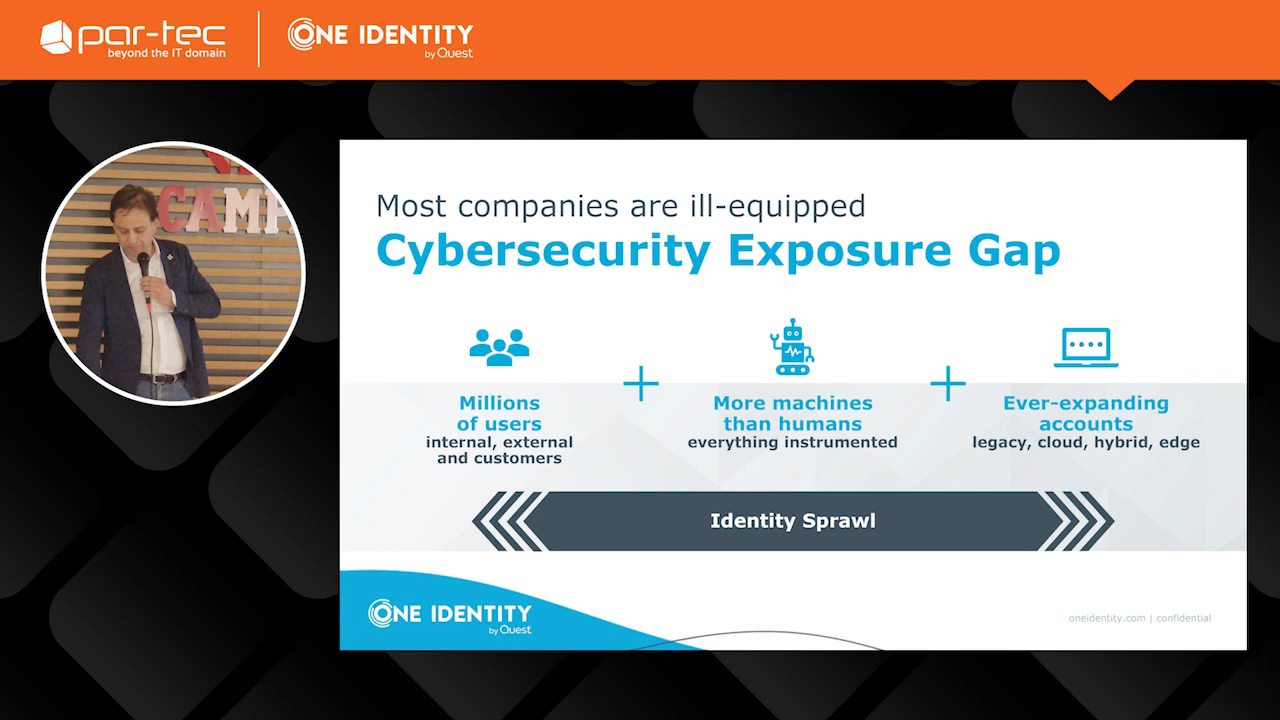 par-tec
beyond the IT domain
ONE IDENTITY
by Quest
CAMP
Most companies are ill-equipped
Cybersecurity Exposure Gap
Millions
of users
internal, external
and customers
More machines
than humans
everything instrumented
Ever-expanding
accounts
legacy, cloud, hybrid, edge
Identity Sprawl
ONE IDENTITY
by Quest
oneidentity.com | confidential